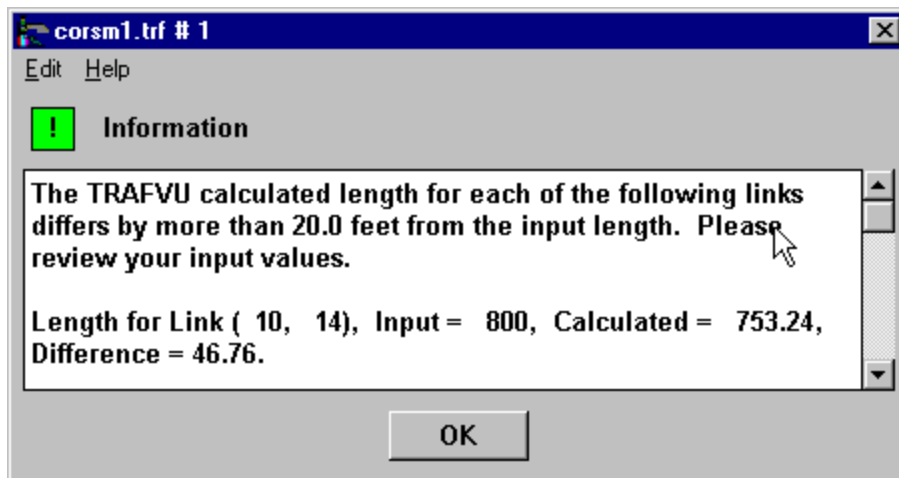 corsm1.trf # 1
Edit Help
! Information
The TRAFVU calculated length for each of the following links
differs by more than 20.0 feet from the input length.  Please
review your input values.
Length for Link (  10,   14),  Input =   800,  Calculated =   753.24,
Difference = 46.76.
OK